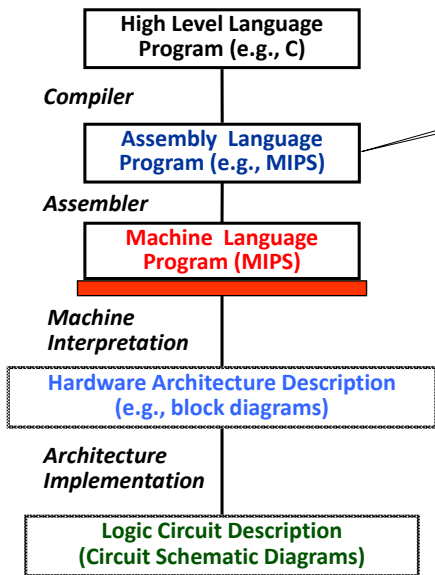 High Level Language
Program (e.g., C)
Compiler
Assembly Language
Program (e.g., MIPS)
Assembler
Machine Language
Program (MIPS)
Machine
Interpretation
Hardware Architecture Description
(e.g., block diagrams)
Architecture
Implementation
Logic Circuit Description
(Circuit Schematic Diagrams)